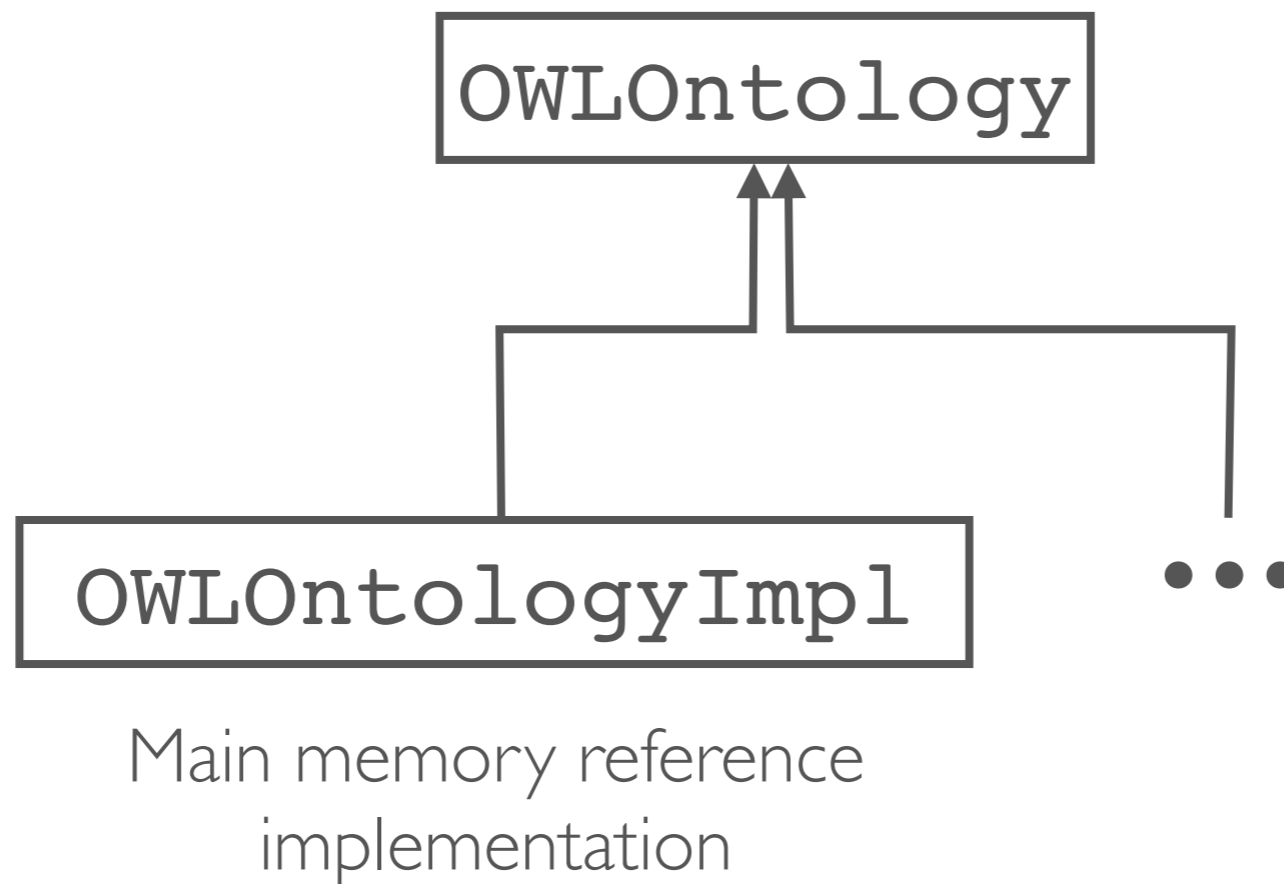 OWLOntology
OWLOntologyImpl
•••
Main memory reference
implementation